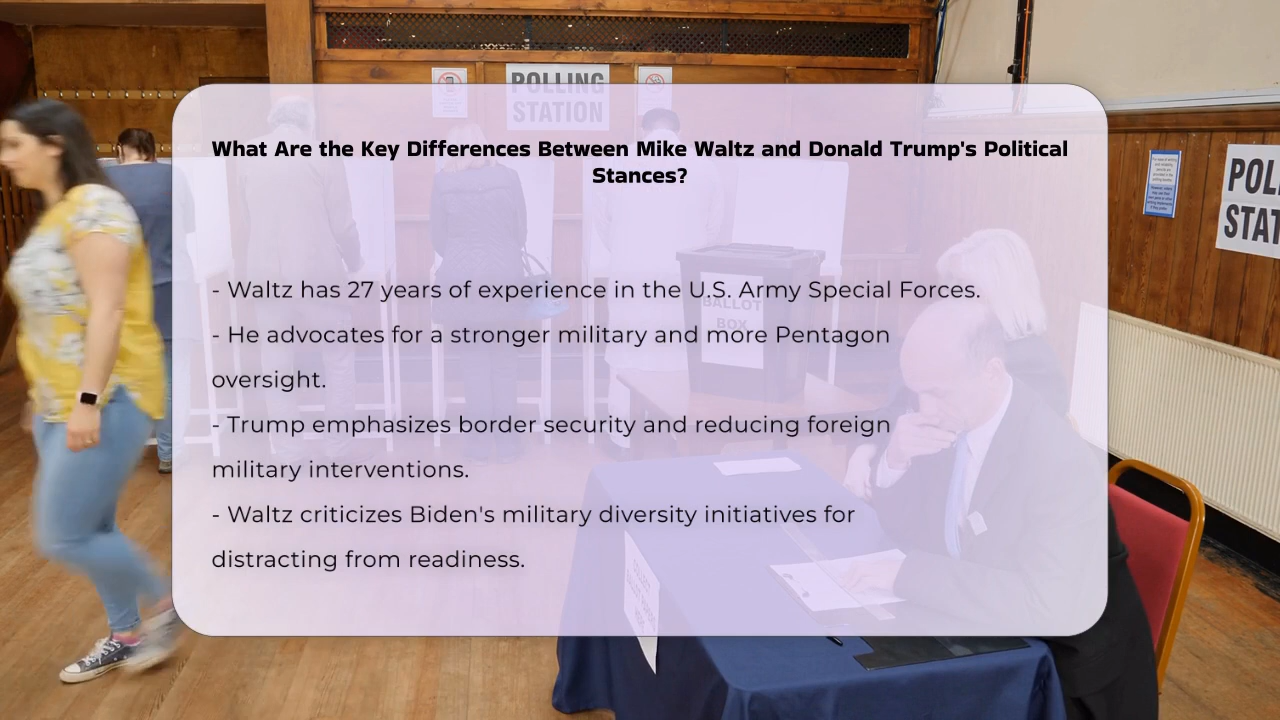 POLLING
STATION
What Are the Key Differences Between Mike Waltz and Donald Trump's Political
Stances?
- Waltz has 27 years of experience in the U.S. Army Special Forces.
- He advocates for a stronger military and more Pentagon
oversight.
- Trump emphasizes border security and reducing foreign
military interventions.
- Waltz criticizes Biden's military diversity initiatives for
distracting from readiness.
BALLOT
BOX
POL
STAT